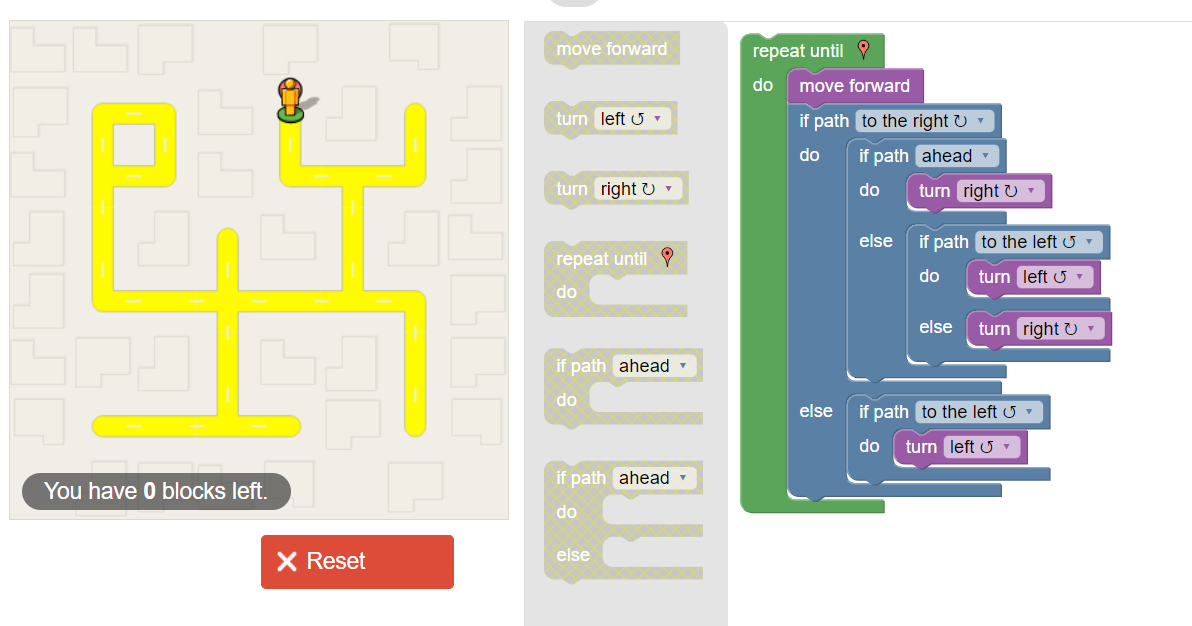 move forward
turn left ↺ ▾
turn right ↻ ▾
repeat until
do
if path ahead ▾
do
if path ahead ▾
do
else
You have 0 blocks left.
Reset
repeat until
do move forward
if path to the right ↻ ▾
do if path ahead ▾
do turn right ↻ ▾
else if path to the left ↺ ▾
do turn left ↺ ▾
else turn right ↻ ▾
else if path to the left ↺ ▾
do turn left ↺ ▾